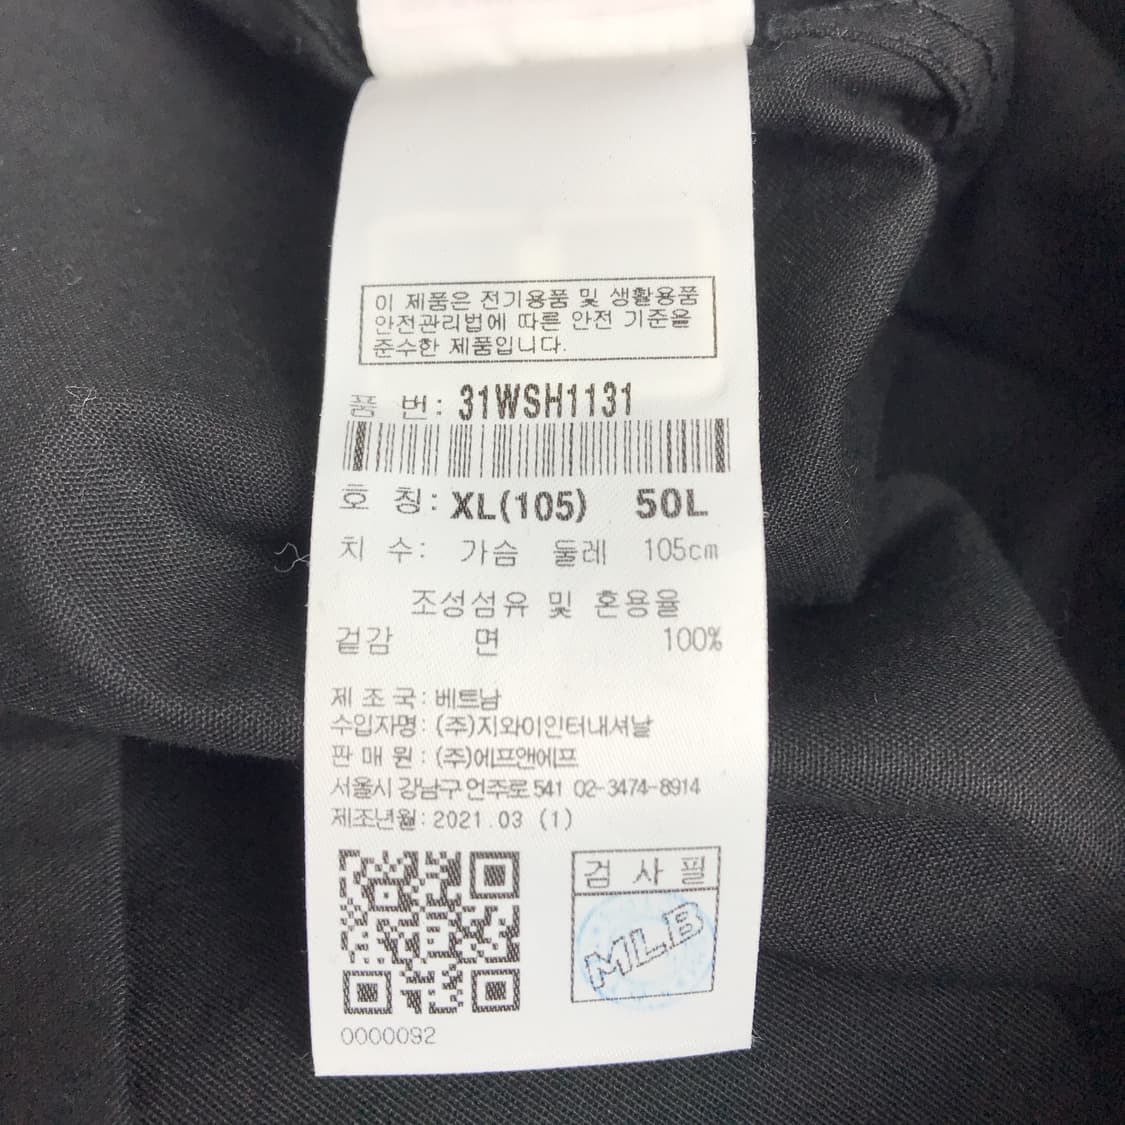 이 제품은 전기용품 및 생활용품
안전관리법에 따른 안전 기준을
준수한 제품입니다.
품 번: 31WSH1131
호 칭: XL(105) 50L
치 수: 가슴 둘레 105cm
조성섬유 및 혼용율
겉감 면 100%
제 조 국: 베트남
수입자명: (주)지와이인터내셔날
판 매 원: (주)에프앤에프
서울시 강남구 언주로 541 02-3474-8914
제조년월: 2021.03 (1)
검 사 필
MLB
0000092